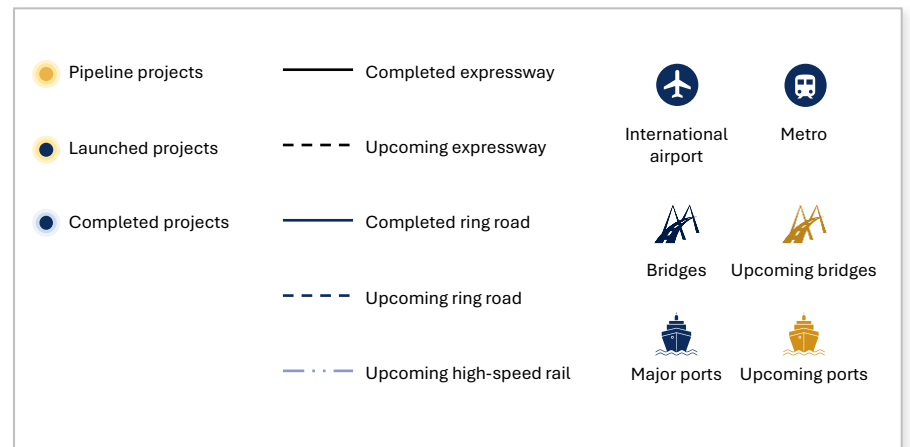 Pipeline projects
Launched projects
Completed projects
Completed expressway
Upcoming expressway
Completed ring road
Upcoming ring road
Upcoming high-speed rail
International
airport
Metro
Bridges
Upcoming bridges
Major ports
Upcoming ports